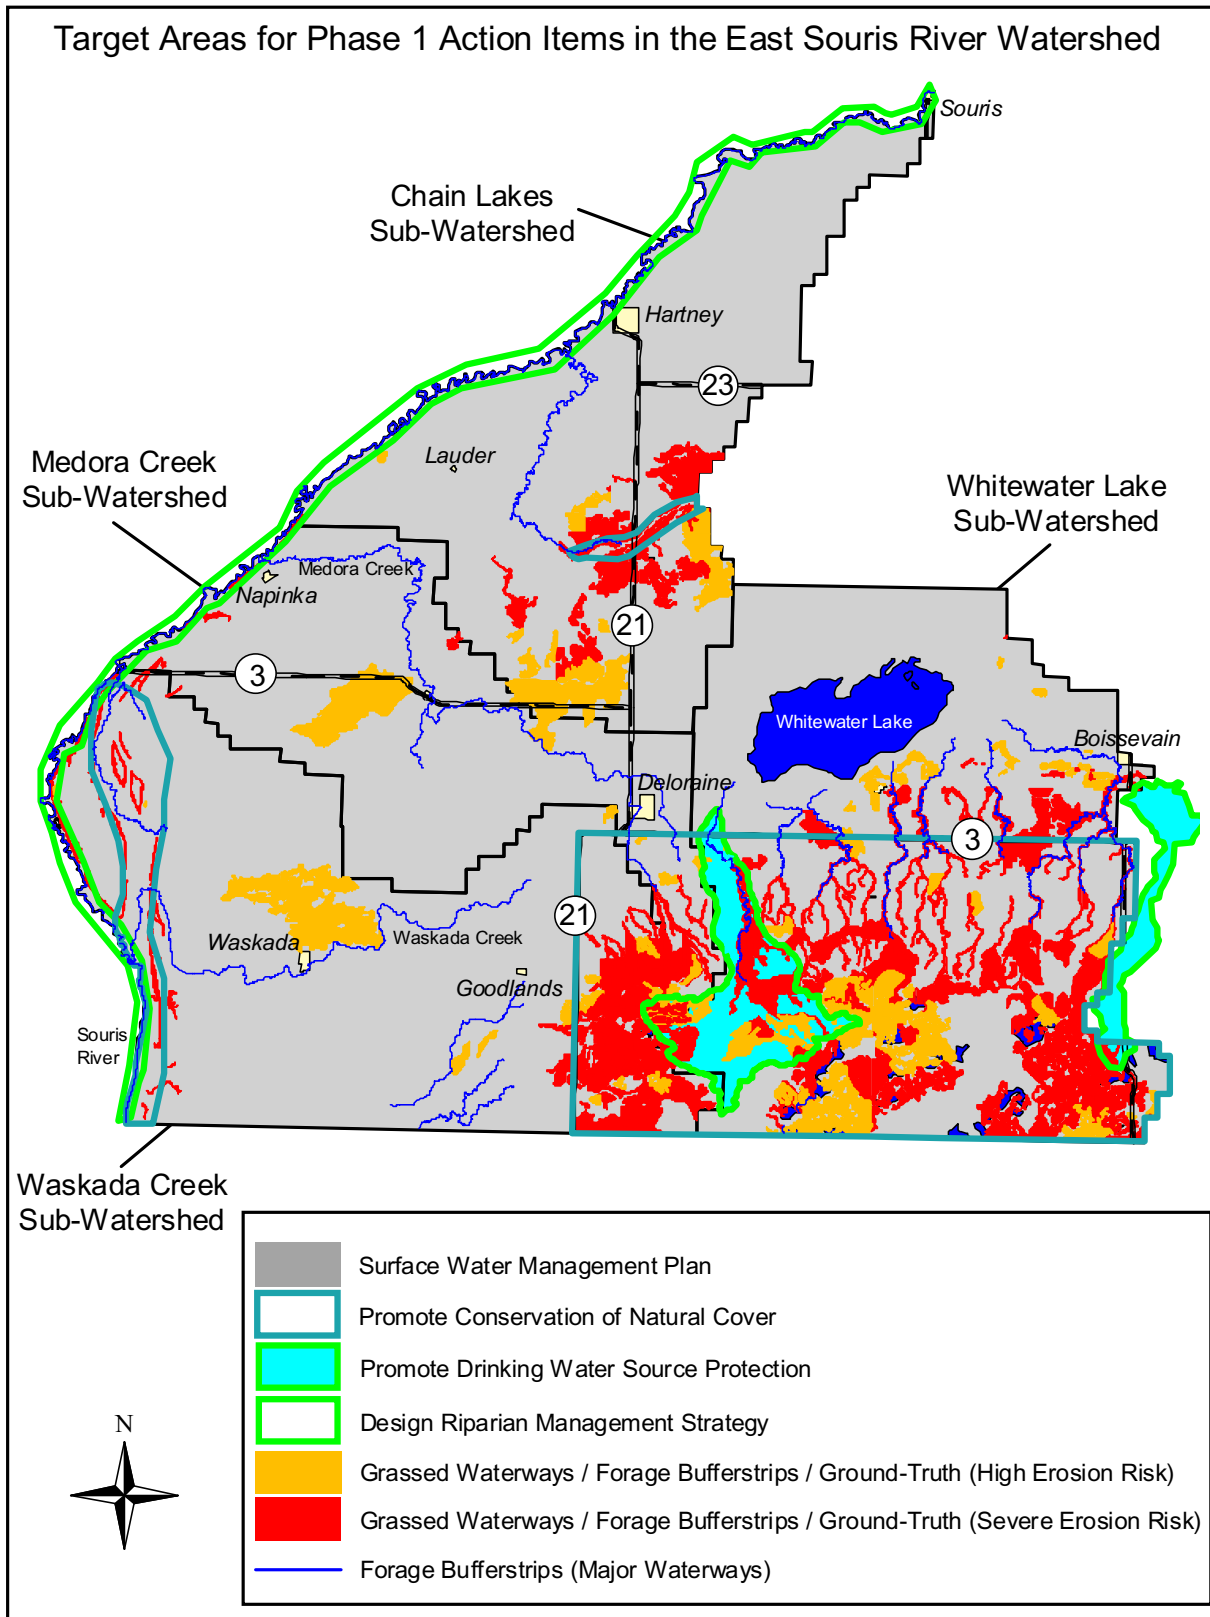 Target Areas for Phase 1 Action Items in the East Souris River Watershed
Souris
Chain Lakes
Sub-Watershed
Hartney
23
Lauder
Medora Creek
Sub-Watershed
Whitewater Lake
Sub-Watershed
Medora Creek
Napinka
21
3
Whitewater Lake
Boissevain
Deloraine
3
21
Waskada
Waskada Creek
Goodlands
Souris
River
Waskada Creek
Sub-Watershed
Surface Water Management Plan
Promote Conservation of Natural Cover
Promote Drinking Water Source Protection
Design Riparian Management Strategy
N
Grassed Waterways / Forage Bufferstrips / Ground-Truth (High Erosion Risk)
Grassed Waterways / Forage Bufferstrips / Ground-Truth (Severe Erosion Risk)
Forage Bufferstrips (Major Waterways)